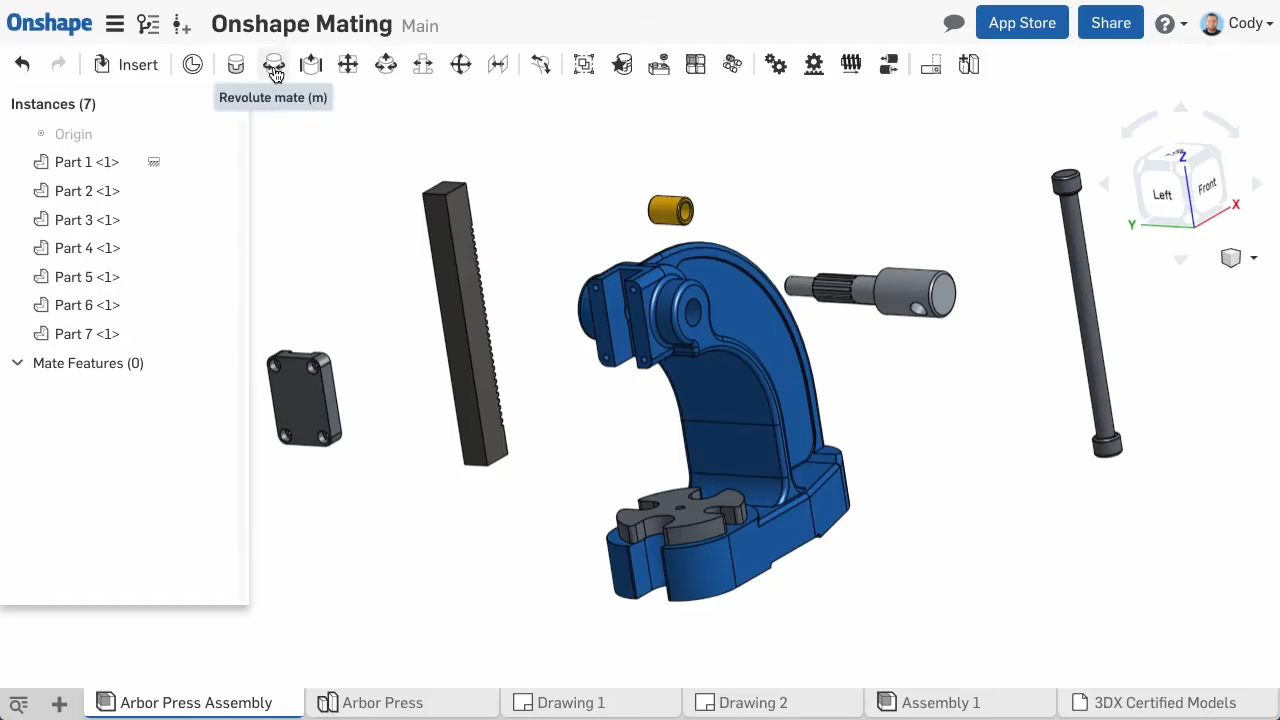 Onshape Onshape Mating Main App Store Share Cody
Insert
Revolute mate (m)
Instances (7)
Origin
Part 1 <1>
Part 2 <1>
Part 3 <1>
Part 4 <1>
Part 5 <1>
Part 6 <1>
Part 7 <1>
Mate Features (0)
Z
Left Front
X
Y
Arbor Press Assembly Arbor Press Drawing 1 Drawing 2 Assembly 1 3DX Certified Models